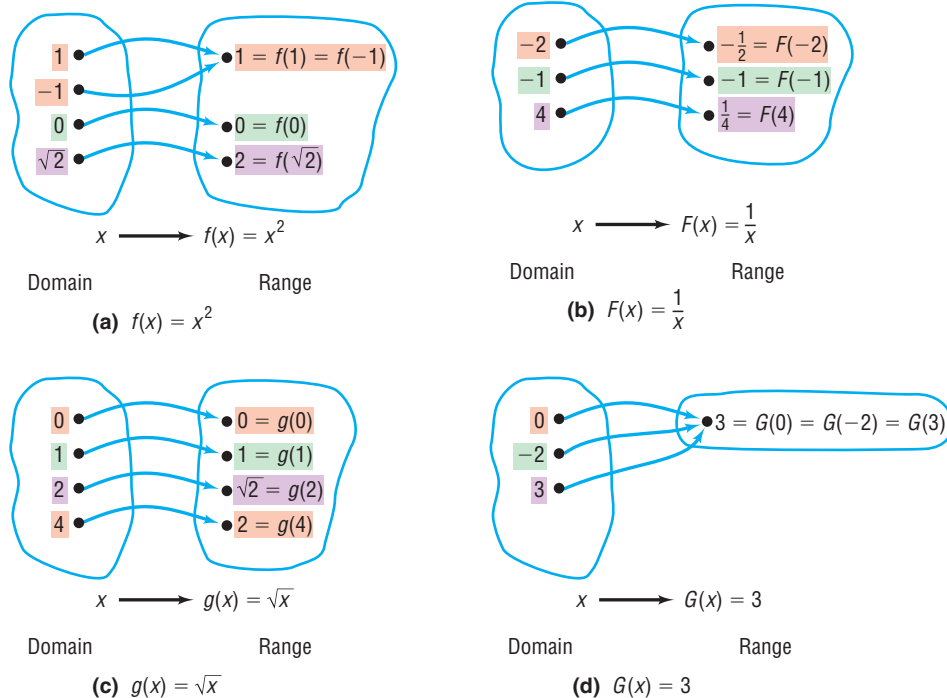 1
−1
0
√2
1 = f(1) = f(−1)
0 = f(0)
2 = f(√2)
x f(x) = x²
Domain Range
(a) f(x) = x²
−2
−1
4
−1/2 = F(−2)
−1 = F(−1)
1/4 = F(4)
x F(x) = 1/x
Domain Range
(b) F(x) = 1/x
0
1
2
4
0 = g(0)
1 = g(1)
√2 = g(2)
2 = g(4)
x g(x) = √x
Domain Range
(c) g(x) = √x
0
−2
3
3 = G(0) = G(−2) = G(3)
x G(x) = 3
Domain Range
(d) G(x) = 3